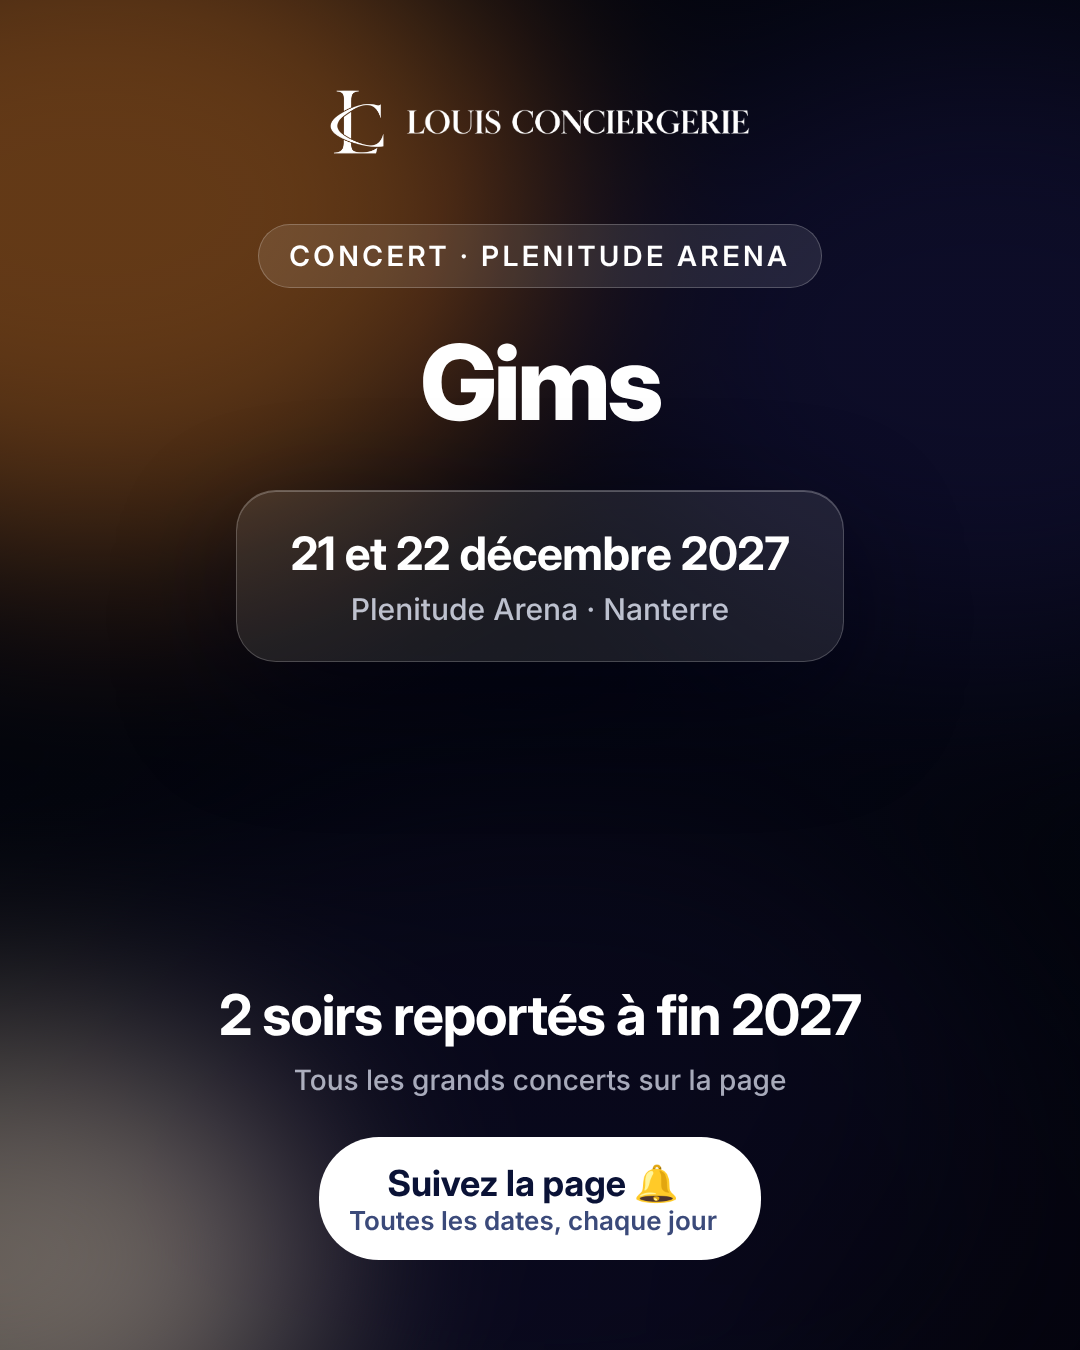 LC LOUIS CONCIERGERIE
CONCERT · PLENITUDE ARENA
Gims
21 et 22 décembre 2027
Plenitude Arena · Nanterre
2 soirs reportés à fin 2027
Tous les grands concerts sur la page
Suivez la page 🔔
Toutes les dates, chaque jour